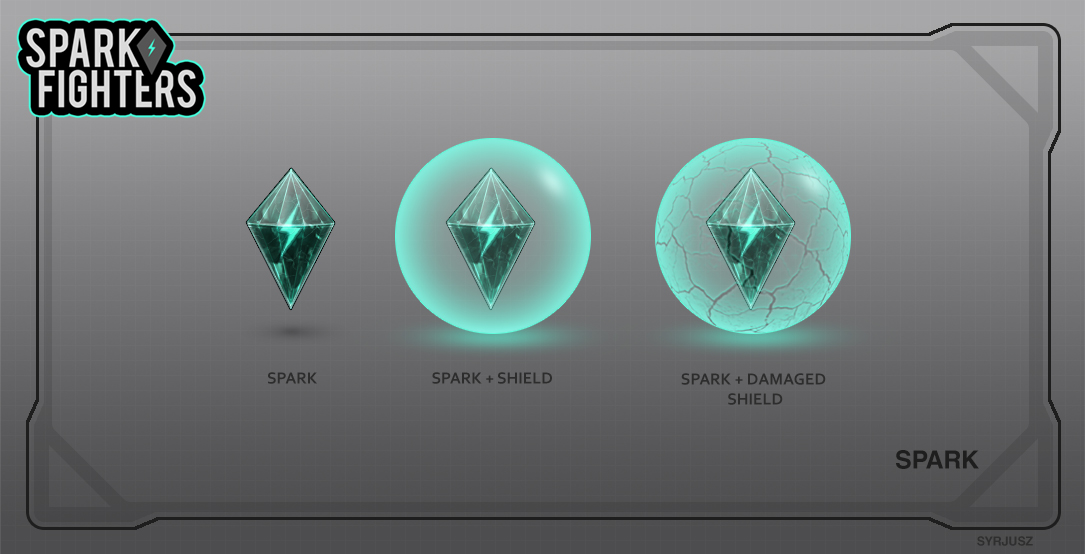 SPARK
FIGHTERS
SPARK
SPARK + SHIELD
SPARK + DAMAGED
SHIELD
SPARK
SYRJUSZ